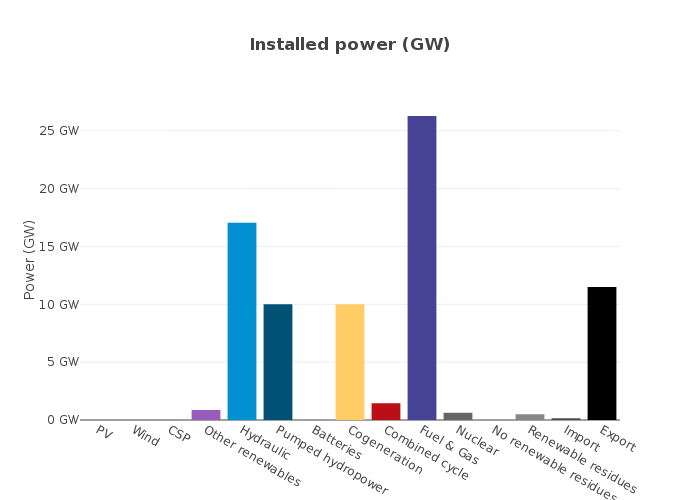 Installed power (GW)
Power (GW)
25 GW
20 GW
15 GW
10 GW
5 GW
0 GW
PV
Wind
CSP
Other renewables
Hydraulic
Pumped hydropower
Batteries
Cogeneration
Combined cycle
Fuel & Gas
Nuclear
No renewable residues
Renewable residues
Import
Export